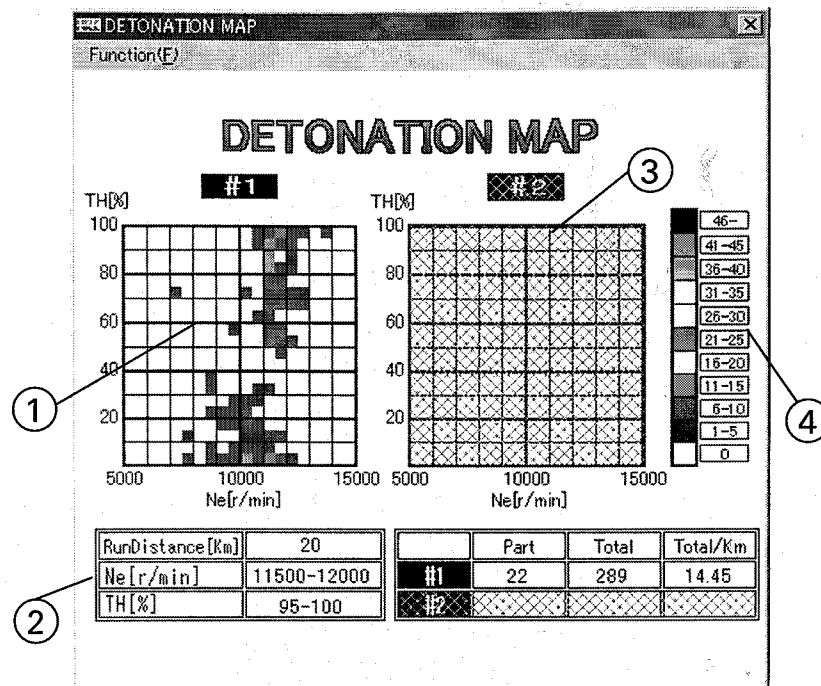 DETONATION MAP
Function(F)
DETONATION MAP
#1
#2
③
TH[%]
TH[%]
100
80
60
40
20
5000
10000
15000
Ne[r/min]
100
80
60
40
20
5000
10000
15000
Ne[r/min]
46-
41-45
36-40
31-35
26-30
21-25
16-20
11-15
6-10
1-5
0
①
④
RunDistance[Km] 20
Ne[r/min] 11500-12000
TH[%] 95-100
②
Part Total Total/Km
#1 22 289 14.45
#2